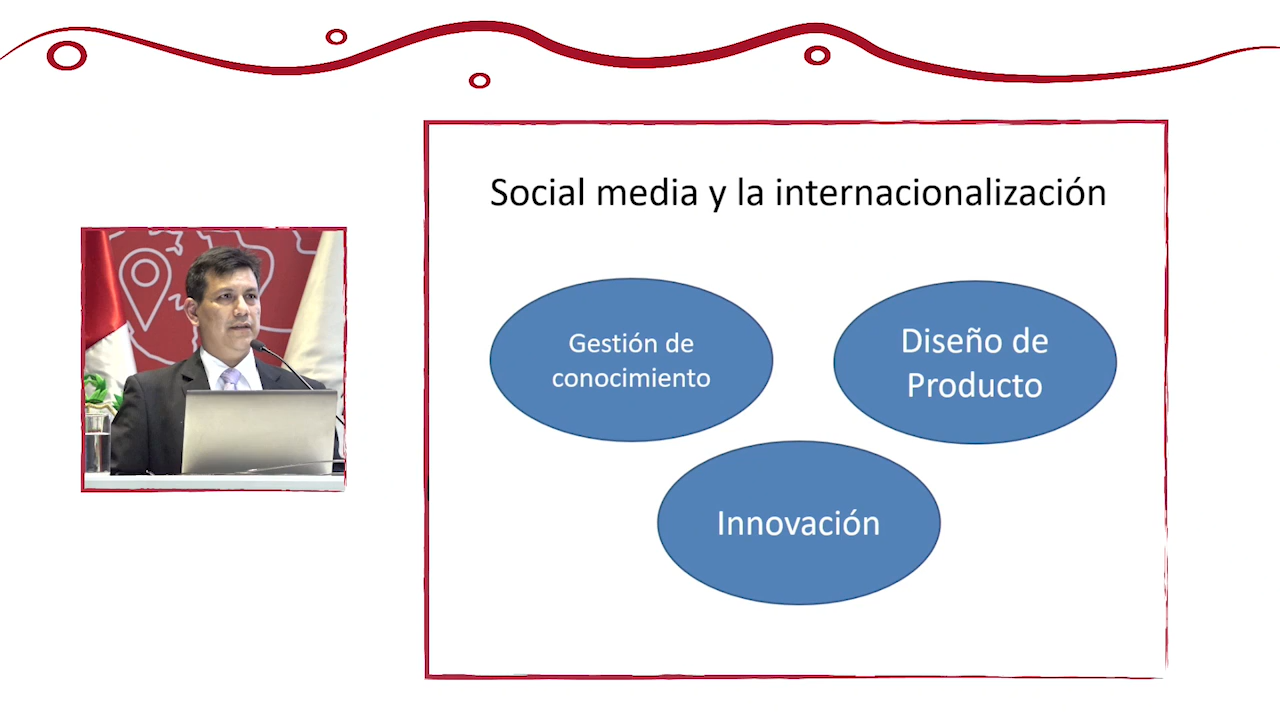 Social media y la internacionalización
Gestión de
conocimiento
Diseño de
Producto
Innovación